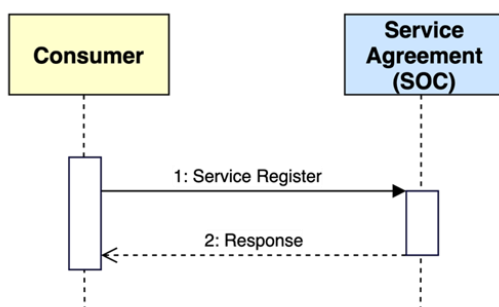 Consumer
Service
Agreement
(SOC)
1: Service Register
2: Response